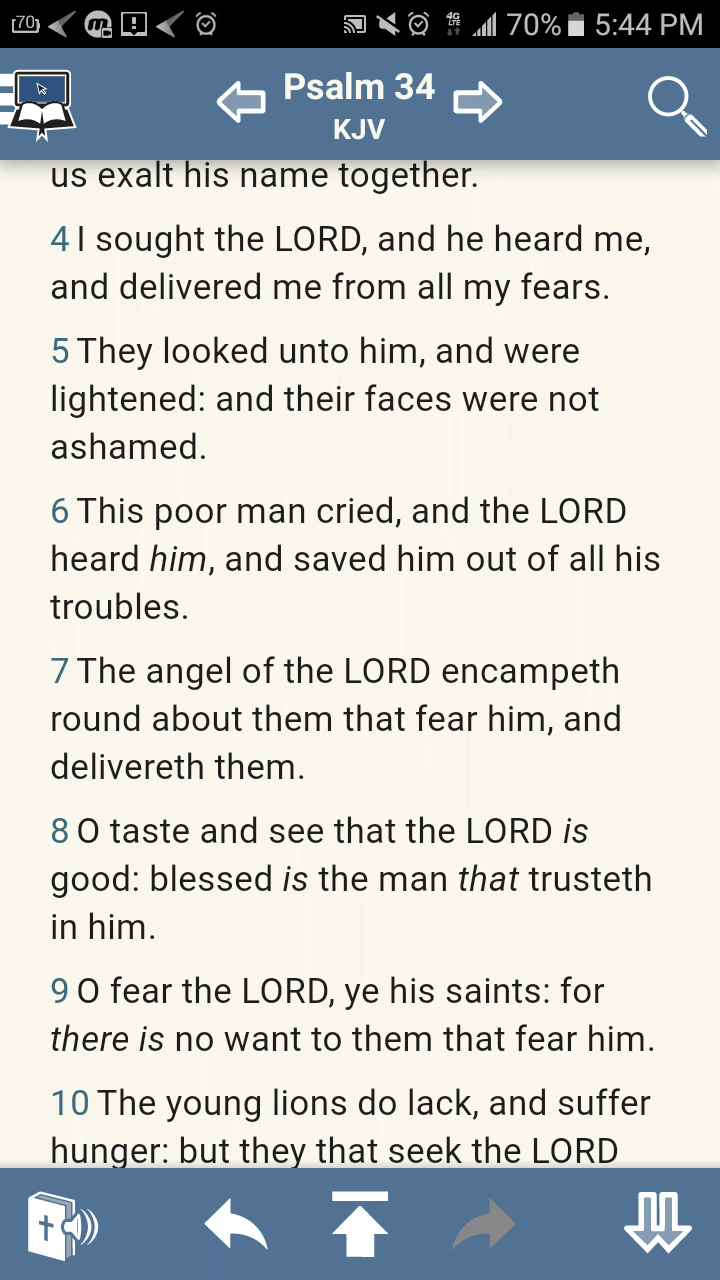 70
4G
LTE
70% 5:44 PM
Psalm 34
KJV
us exalt his name together.
4 I sought the LORD, and he heard me,
and delivered me from all my fears.
5 They looked unto him, and were
lightened: and their faces were not
ashamed.
6 This poor man cried, and the LORD
heard him, and saved him out of all his
troubles.
7 The angel of the LORD encampeth
round about them that fear him, and
delivereth them.
8 O taste and see that the LORD is
good: blessed is the man that trusteth
in him.
9 O fear the LORD, ye his saints: for
there is no want to them that fear him.
10 The young lions do lack, and suffer
hunger: but they that seek the LORD